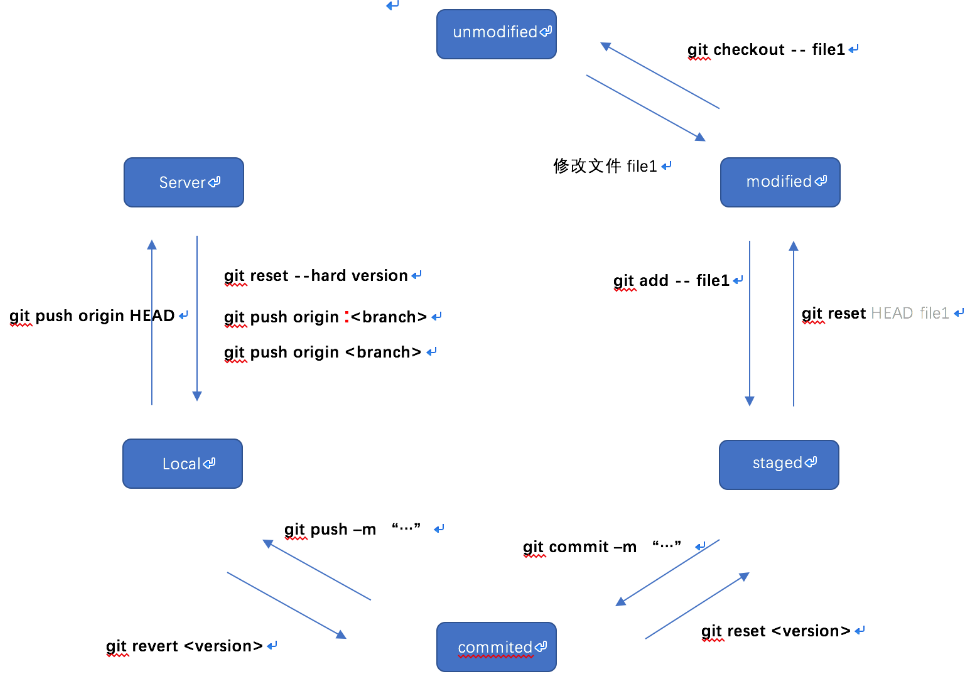 unmodified
git checkout -- file1
修改文件 file1
Server
modified
git reset --hard version
git add -- file1
git push origin HEAD
git push origin :<branch>
git reset HEAD file1
git push origin <branch>
Local
staged
git push –m “…”
git commit –m “…”
git revert <version>
git reset <version>
commited